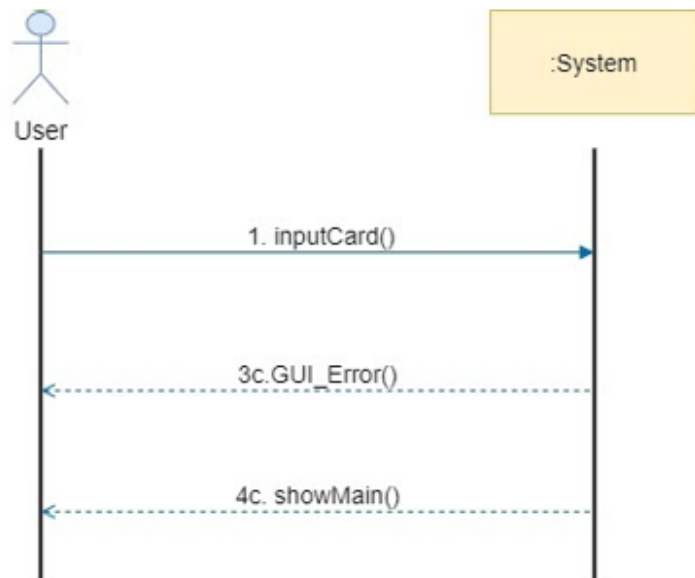 :System
User
1. inputCard()
3c.GUI_Error()
4c. showMain()